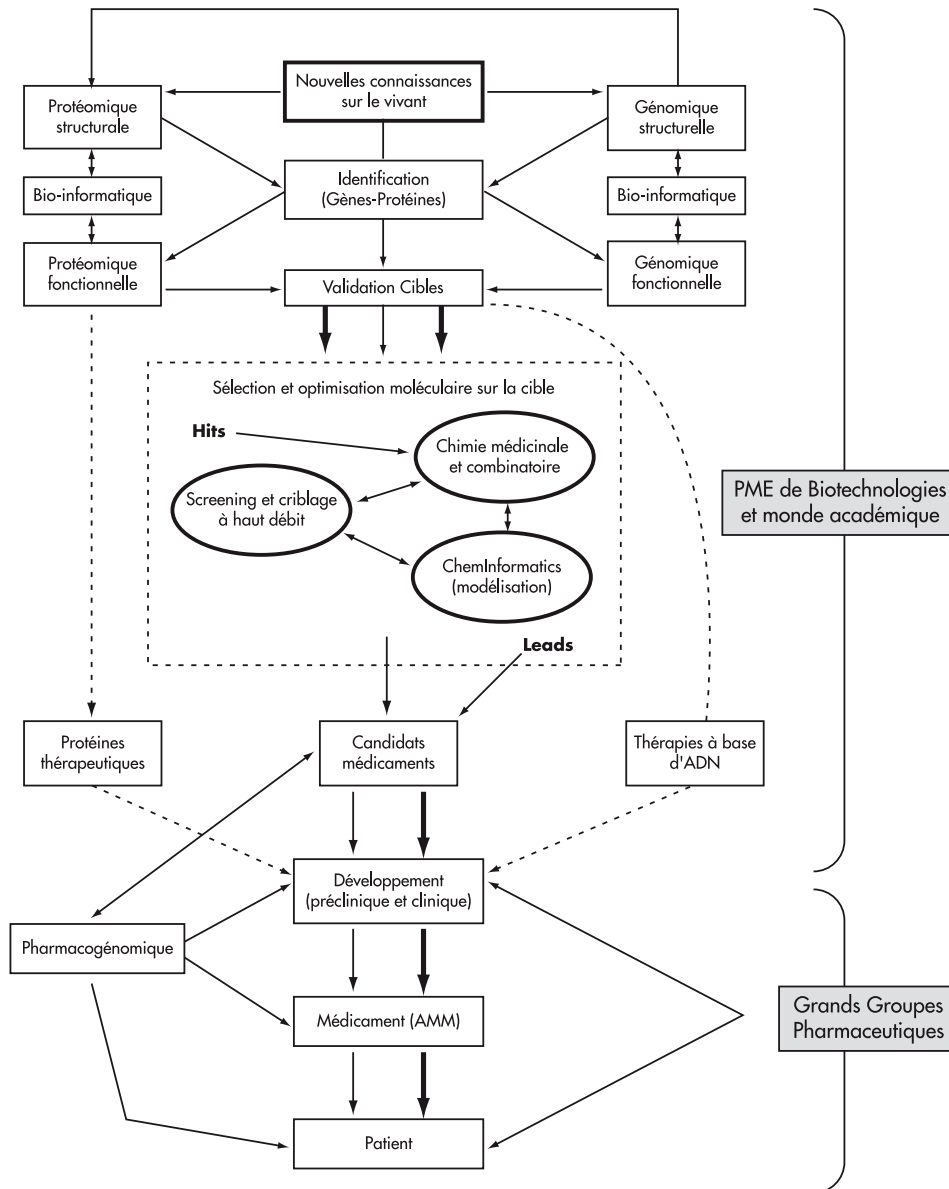 Nouvelles connaissances
sur le vivant
Protéomique
structurale
Génomique
structurelle
Identification
(Gènes-Protéines)
Bio-informatique
Bio-informatique
Protéomique
fonctionnelle
Validation Cibles
Génomique
fonctionnelle
Sélection et optimisation moléculaire sur la cible
Hits
Chimie médicinale
et combinatoire
Screening et criblage
à haut débit
ChemInformatics
(modélisation)
Leads
PME de Biotechnologies
et monde académique
Protéines
thérapeutiques
Candidats
médicaments
Thérapies à base
d'ADN
Développement
(préclinique et clinique)
Pharmacogénomique
Médicament (AMM)
Grands Groupes
Pharmaceutiques
Patient